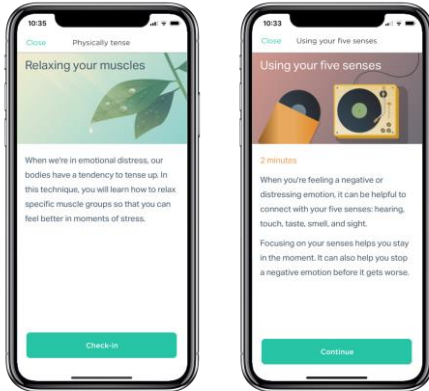 10:35
Close Physically tense
Relaxing your muscles
When we're in emotional distress, our
bodies have a tendency to tense up. In
this technique, you will learn how to relax
specific muscle groups so that you can
feel better in moments of stress.
Check-in
10:33
Close Using your five senses
Using your five senses
2 minutes
When you're feeling a negative or
distressing emotion, it can be helpful to
connect with your five senses: hearing,
touch, taste, smell, and sight.
Focusing on your senses helps you stay
in the moment. It can also help you stop
a negative emotion before it gets worse.
Continue